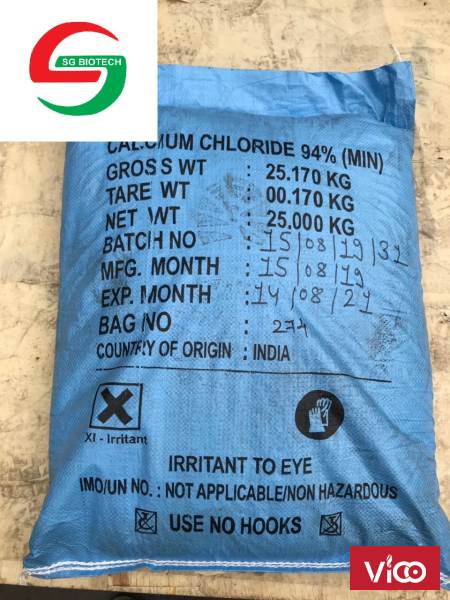 SG BIOTECH
CALCIUM CHLORIDE 94% (MIN)
GROSS WT : 25.170 KG
TARE WT : 00.170 KG
NET WT : 25.000 KG
BATCH NO : 15/08/19/31
MFG. MONTH : 15/08/19
EXP. MONTH : 14/08/21
BAG NO : 274
COUNTRY OF ORIGIN : INDIA
XI - Irritant
IRRITANT TO EYE
IMO/UN NO. : NOT APPLICABLE/NON HAZARDOUS
USE NO HOOKS
Vico